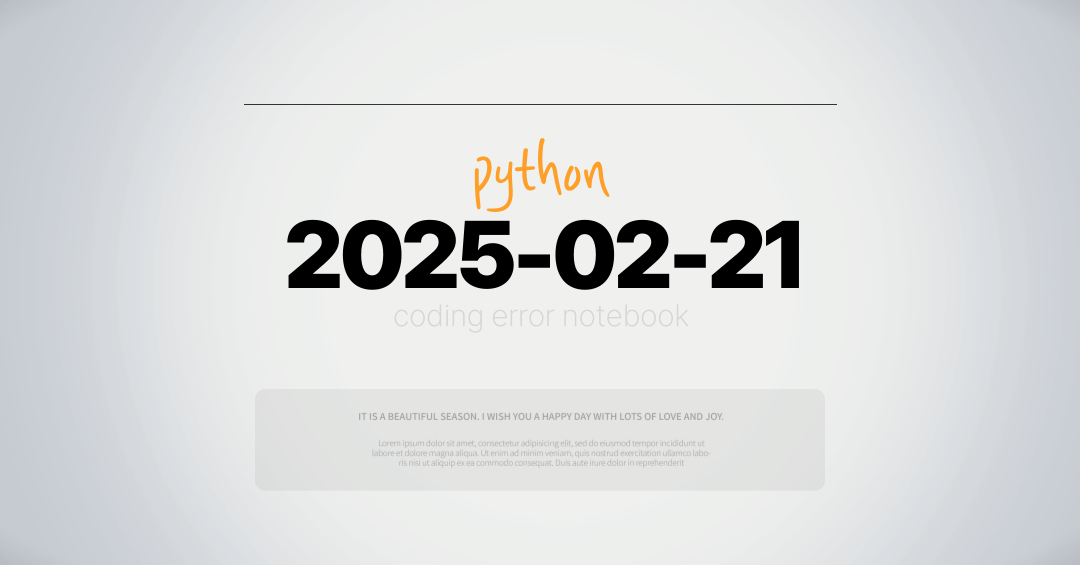 python
2025-02-21
coding error notebook
IT IS A BEAUTIFUL SEASON. I WISH YOU A HAPPY DAY WITH LOTS OF LOVE AND JOY.
Lorem ipsum dolor sit amet, consectetur adipisicing elit, sed do eiusmod tempor incididunt ut
labore et dolore magna aliqua. Ut enim ad minim veniam, quis nostrud exercitation ullamco labo-
ris nisi ut aliquip ex ea commodo consequat. Duis aute irure dolor in reprehenderit